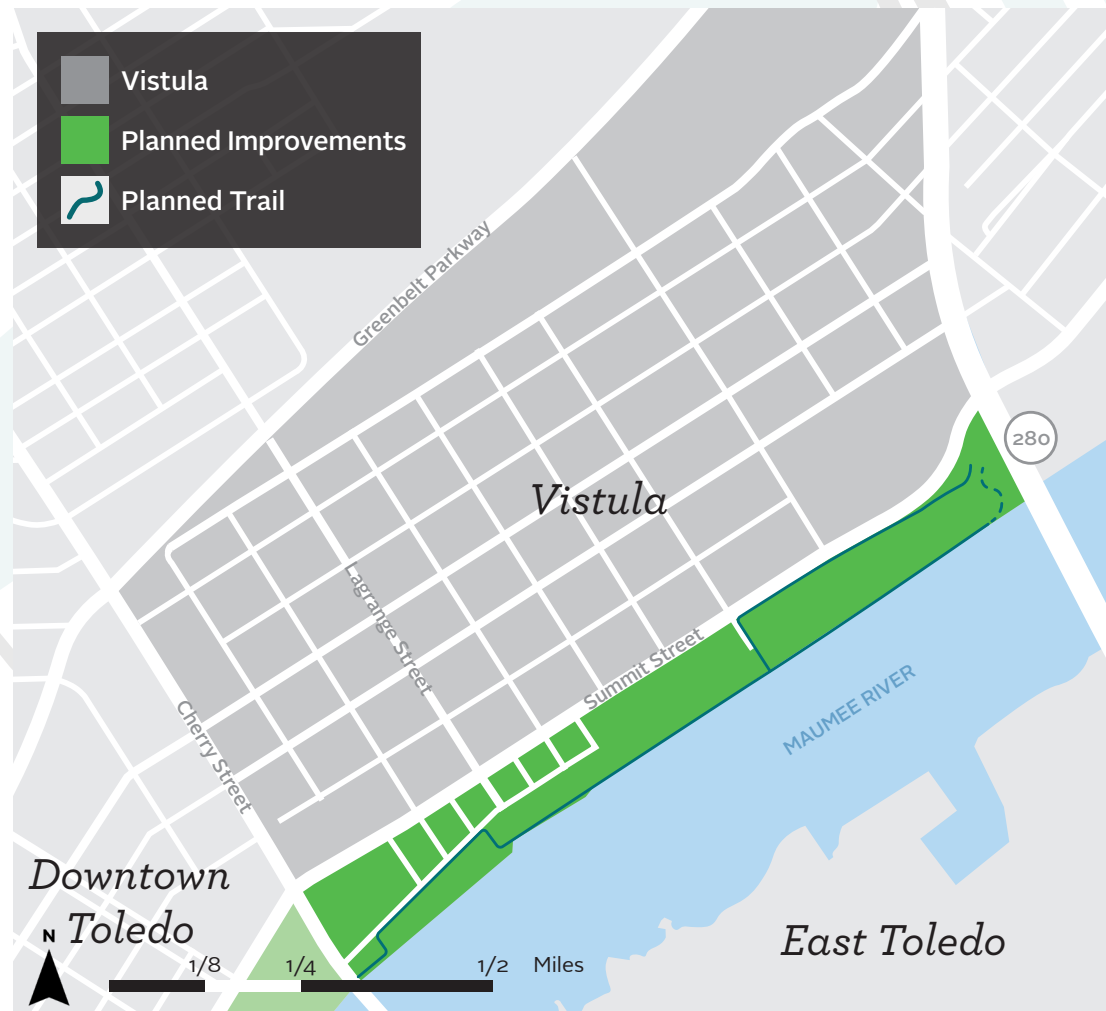 Vistula
Planned Improvements
Planned Trail
Greenbelt Parkway
280
Vistula
Lagrange Street
Summit Street
MAUMEE RIVER
Cherry Street
Downtown
Toledo
East Toledo
N
1/8 1/4 1/2 Miles